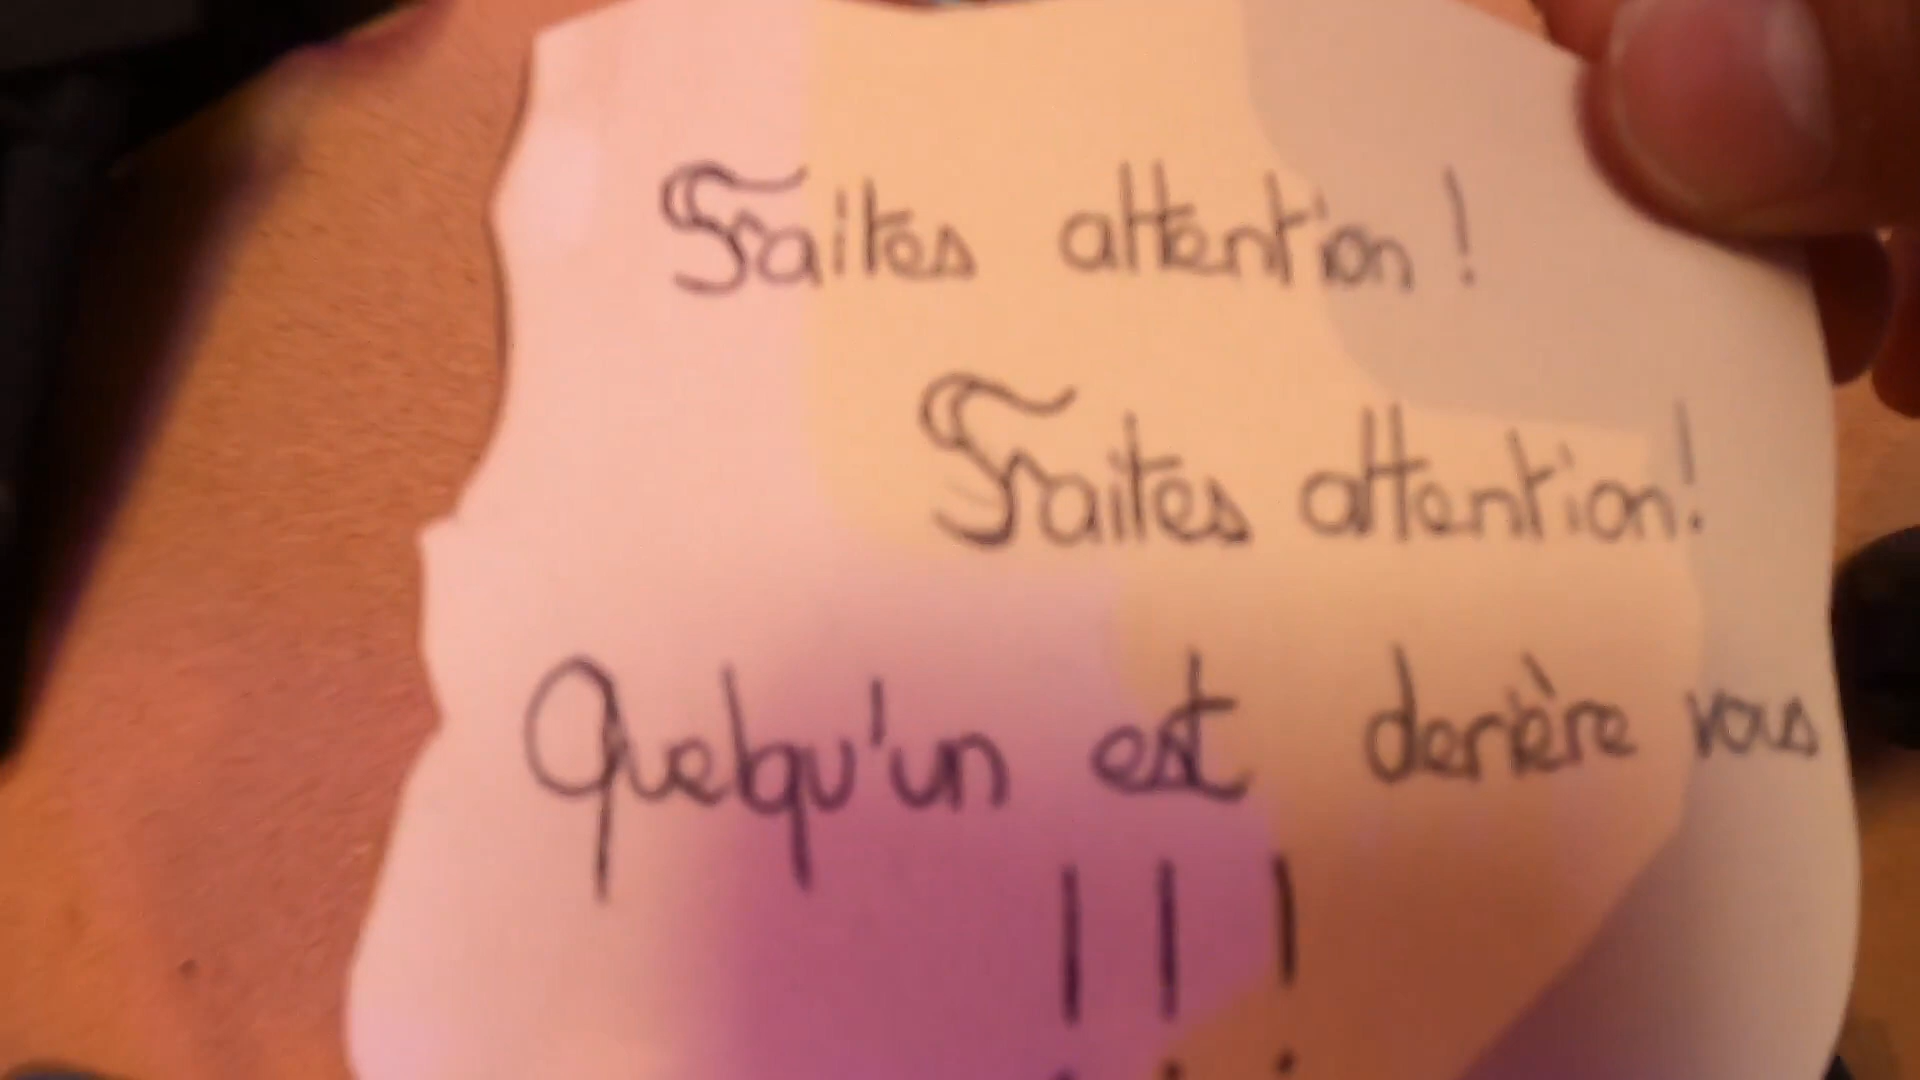 Faites attention !
Faites attention !
Quelqu'un est derière vous
!!!